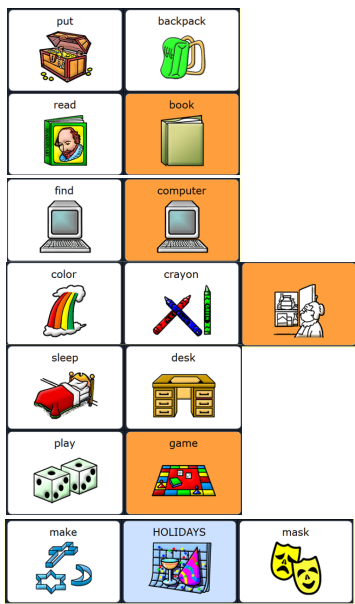 put backpack
read book
find computer
color crayon
sleep desk
play game
make HOLIDAYS mask